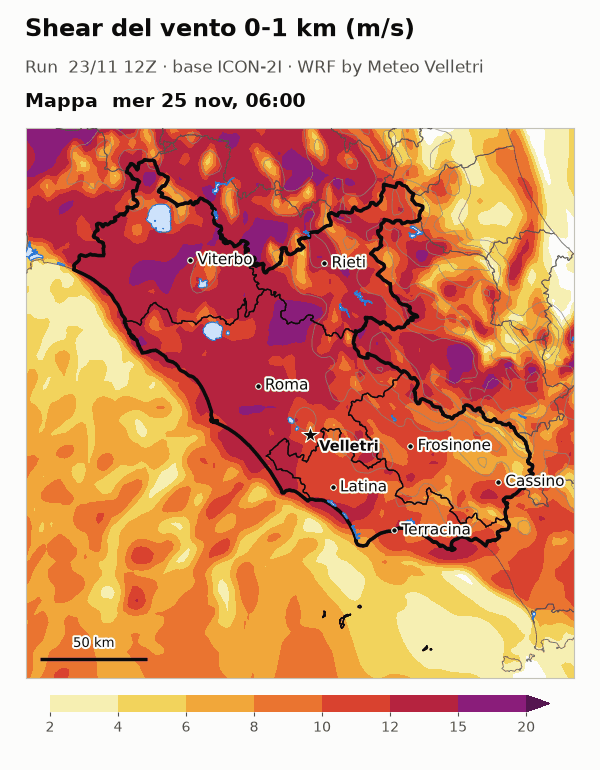 Shear del vento 0-1 km (m/s)
Run 23/11 12Z · base ICON-2I · WRF by Meteo Velletri
Mappa mer 25 nov, 06:00
Viterbo
Rieti
Roma
Velletri
Frosinone
Cassino
Latina
Terracina
50 km
2 4 6 8 10 12 15 20